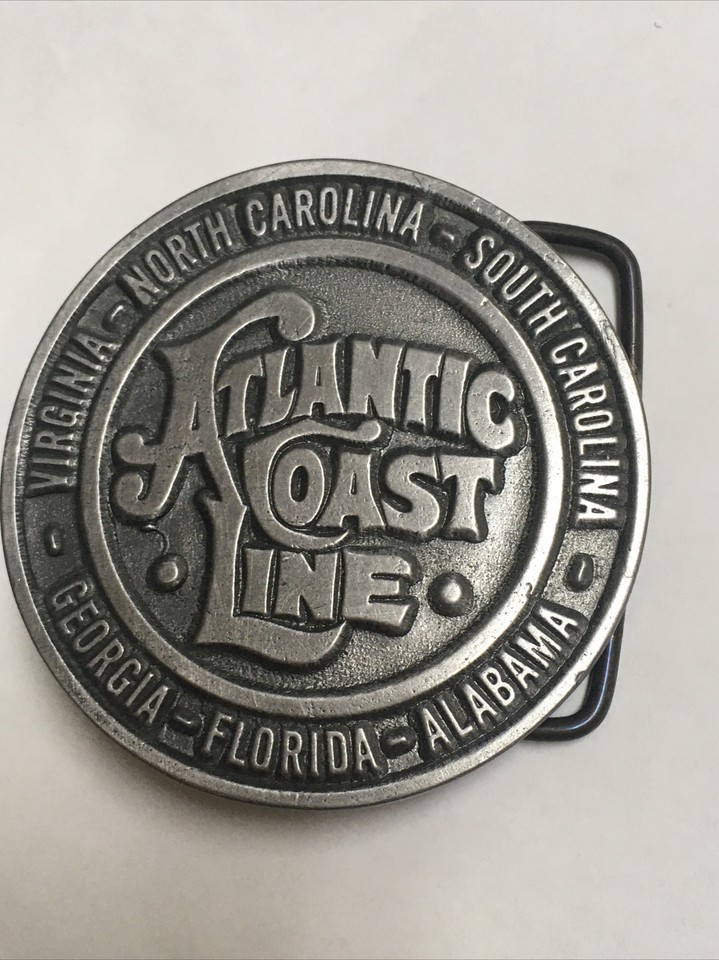 VIRGINIA - NORTH CAROLINA - SOUTH CAROLINA
ATLANTIC
COAST
LINE
GEORGIA - FLORIDA - ALABAMA